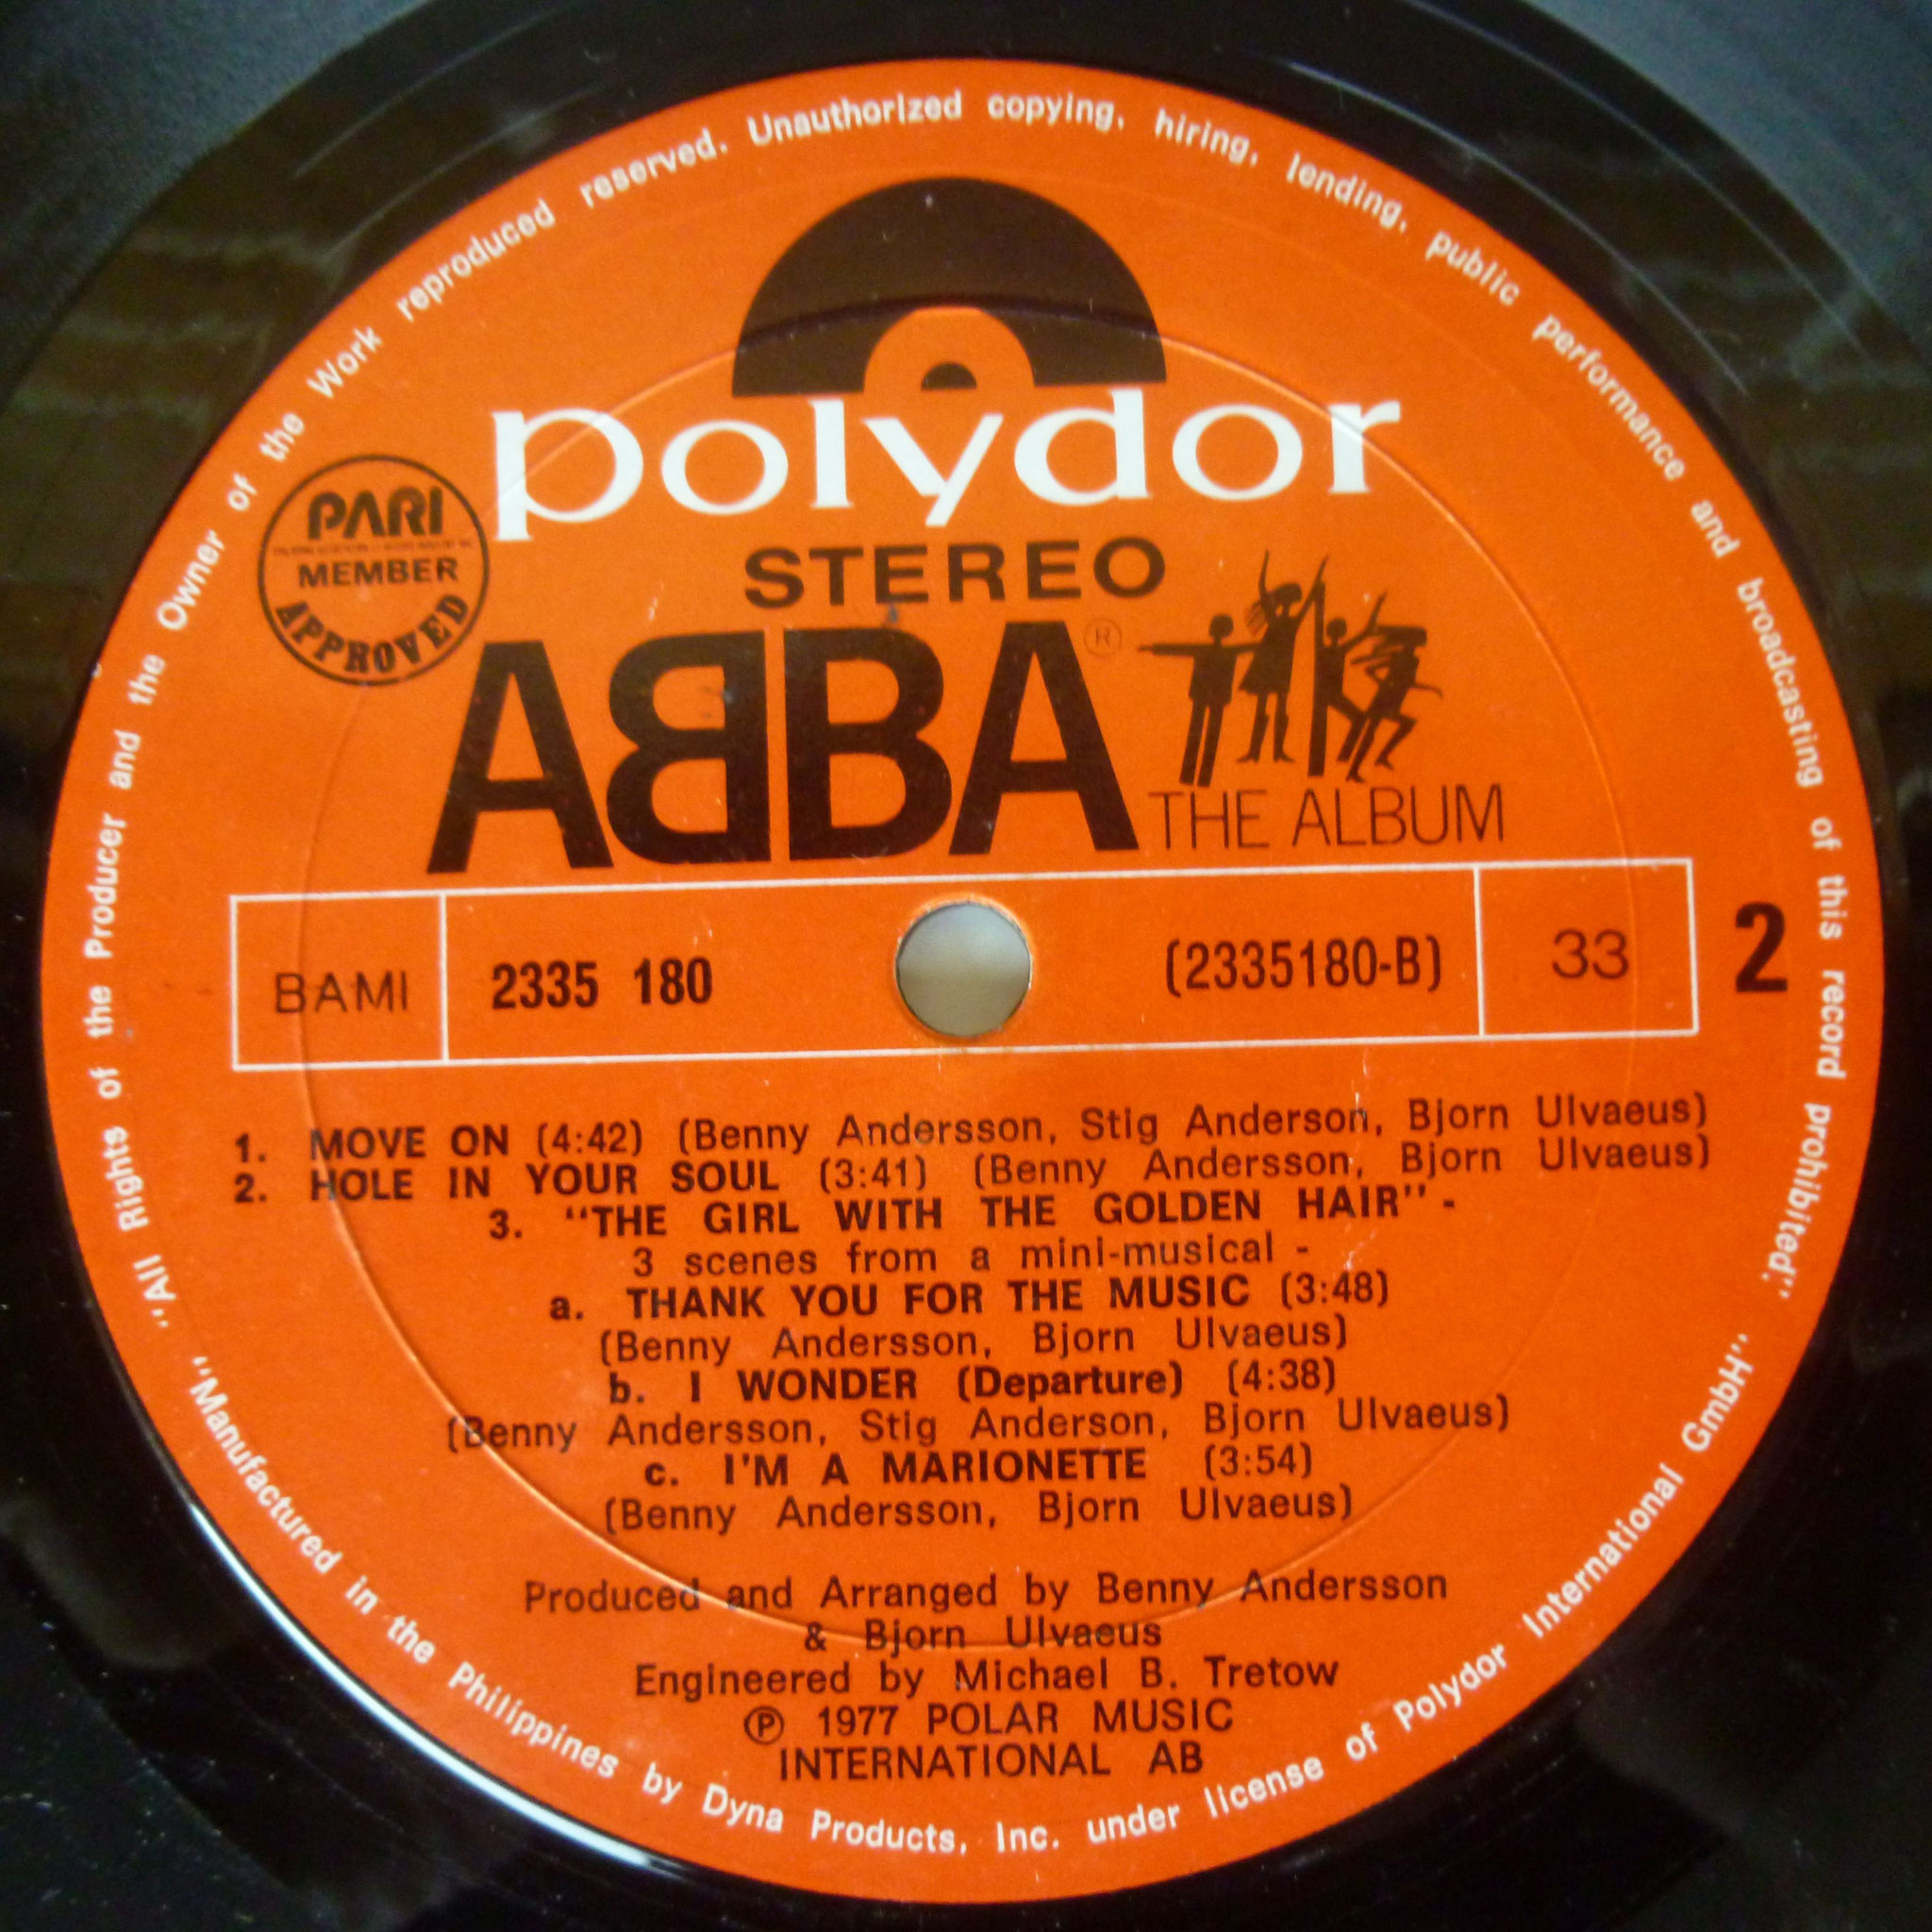 "All Rights of the Producer and the Owner of the Work reproduced reserved. Unauthorized copying, hiring, lending, public performance and broadcasting of this record prohibited".
polydor
PARI
MEMBER
APPROVED
STEREO
ABBA ®
THE ALBUM
BAMI 2335 180 (2335180-B) 33 2
1. MOVE ON (4:42) (Benny Andersson, Stig Anderson, Bjorn Ulvaeus)
2. HOLE IN YOUR SOUL (3:41) (Benny Andersson, Bjorn Ulvaeus)
3. "THE GIRL WITH THE GOLDEN HAIR" -
3 scenes from a mini-musical -
a. THANK YOU FOR THE MUSIC (3:48)
(Benny Andersson, Bjorn Ulvaeus)
b. I WONDER (Departure) (4:38)
(Benny Andersson, Stig Anderson, Bjorn Ulvaeus)
c. I'M A MARIONETTE (3:54)
(Benny Andersson, Bjorn Ulvaeus)
Produced and Arranged by Benny Andersson
& Bjorn Ulvaeus
Engineered by Michael B. Tretow
℗ 1977 POLAR MUSIC
INTERNATIONAL AB
"Manufactured in the Philippines by Dyna Products, Inc. under license of Polydor International GmbH"